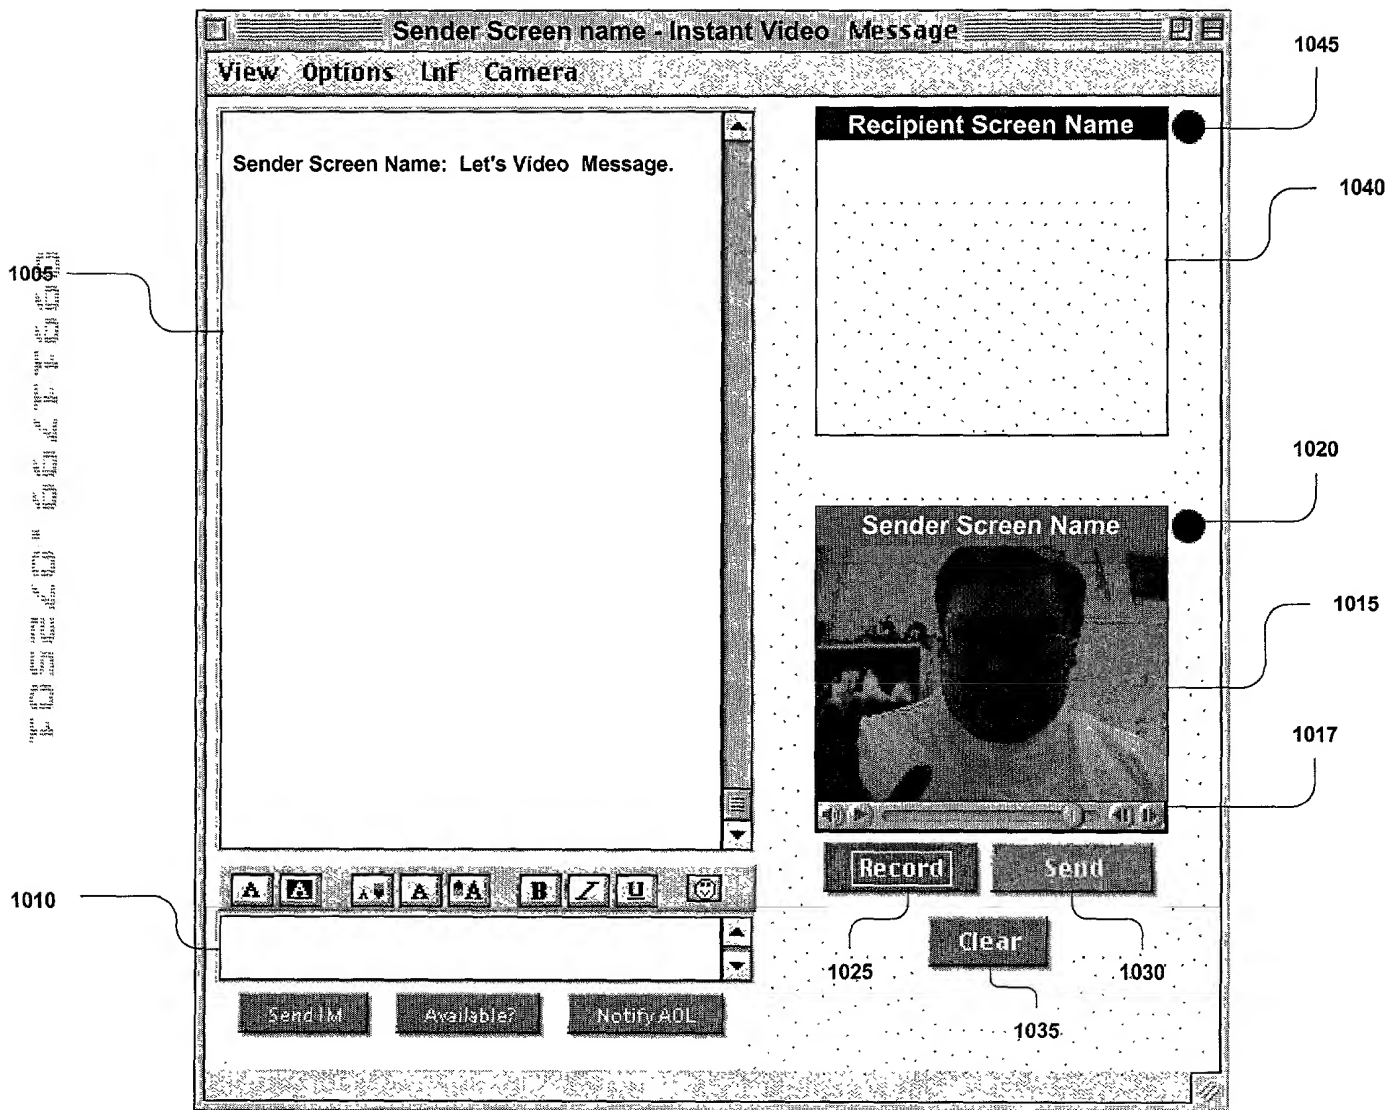 Sender Screen name - Instant Video Message
View Options LnF Camera
Sender Screen Name: Let's Video Message.
Recipient Screen Name
Sender Screen Name
Record
Send
Clear
A A A A A B I U
Send IM
Available?
Notify AOL
1005
1010
1045
1040
1020
1015
1017
1025
1030
1035